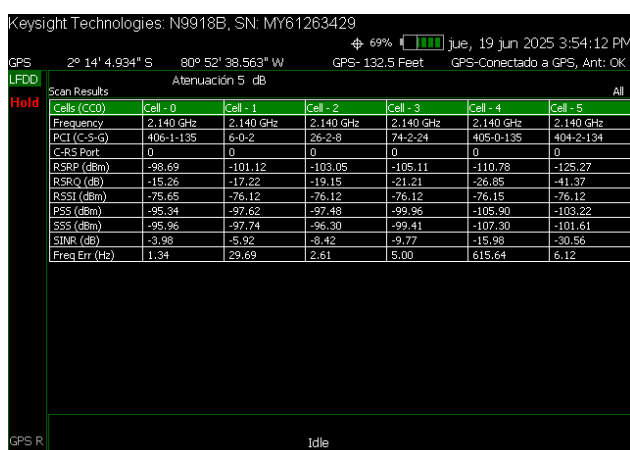 Keysight Technologies: N9918B, SN: MY61263429
69% jue, 19 jun 2025 3:54:12 PM
GPS 2º 14' 4.934" S 80º 52' 38.563" W GPS- 132.5 Feet GPS-Conectado a GPS, Ant: OK
LFDD Atenuación 5 dB
Scan Results All
Hold
Cells (CC0) Cell - 0 Cell - 1 Cell - 2 Cell - 3 Cell - 4 Cell - 5
Frequency 2.140 GHz 2.140 GHz 2.140 GHz 2.140 GHz 2.140 GHz 2.140 GHz
PCI (C-S-G) 406-1-135 6-0-2 26-2-8 74-2-24 405-0-135 404-2-134
C-RS Port 0 0 0 0 0 0
RSRP (dBm) -98.69 -101.12 -103.05 -105.11 -110.78 -125.27
RSRQ (dB) -15.26 -17.22 -19.15 -21.21 -26.85 -41.37
RSSI (dBm) -75.65 -76.12 -76.12 -76.12 -76.15 -76.12
PSS (dBm) -95.34 -97.62 -97.48 -99.96 -105.90 -103.22
SSS (dBm) -95.96 -97.74 -96.30 -99.41 -107.30 -101.61
SINR (dB) -3.98 -5.92 -8.42 -9.77 -15.98 -30.56
Freq Err (Hz) 1.34 29.69 2.61 5.00 615.64 6.12
GPS R Idle